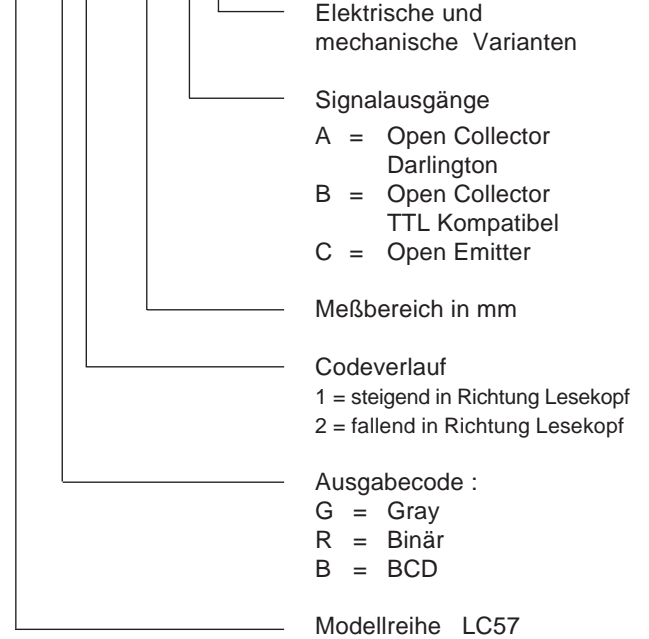 Elektrische und
mechanische Varianten
Signalausgänge
A = Open Collector
Darlington
B = Open Collector
TTL Kompatibel
C = Open Emitter
Meßbereich in mm
Codeverlauf
1 = steigend in Richtung Lesekopf
2 = fallend in Richtung Lesekopf
Ausgabecode :
G = Gray
R = Binär
B = BCD
Modellreihe LC57